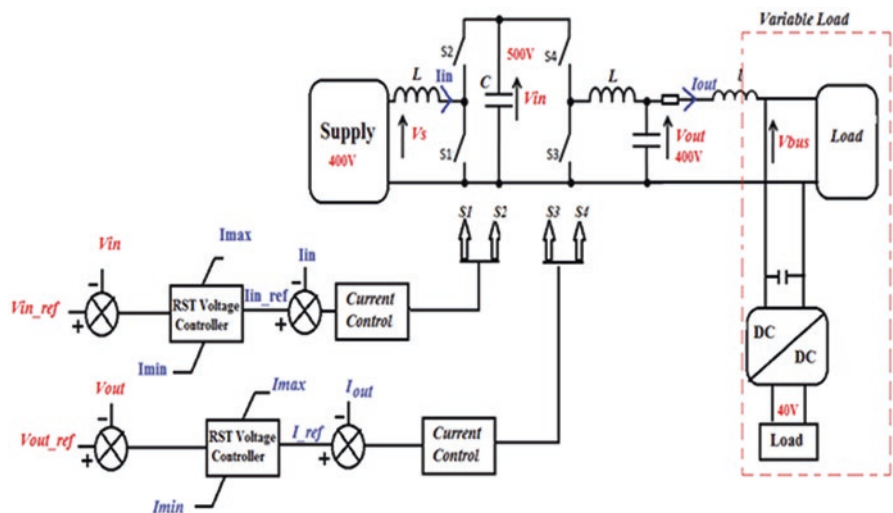 Variable Load
S2
S4
500V
L
Iin
C
Vin
L
Iout
l
Supply
400V
Vs
S1
S3
Vout
400V
Vbus
Load
S1
S2
S3
S4
Vin
Imax
Iin
Vin_ref
RST Voltage
Controller
Iin_ref
Current
Control
Imin
DC
DC
Vout
Imax
I_out
40V
Vout_ref
RST Voltage
Controller
I_ref
Current
Control
Load
Imin